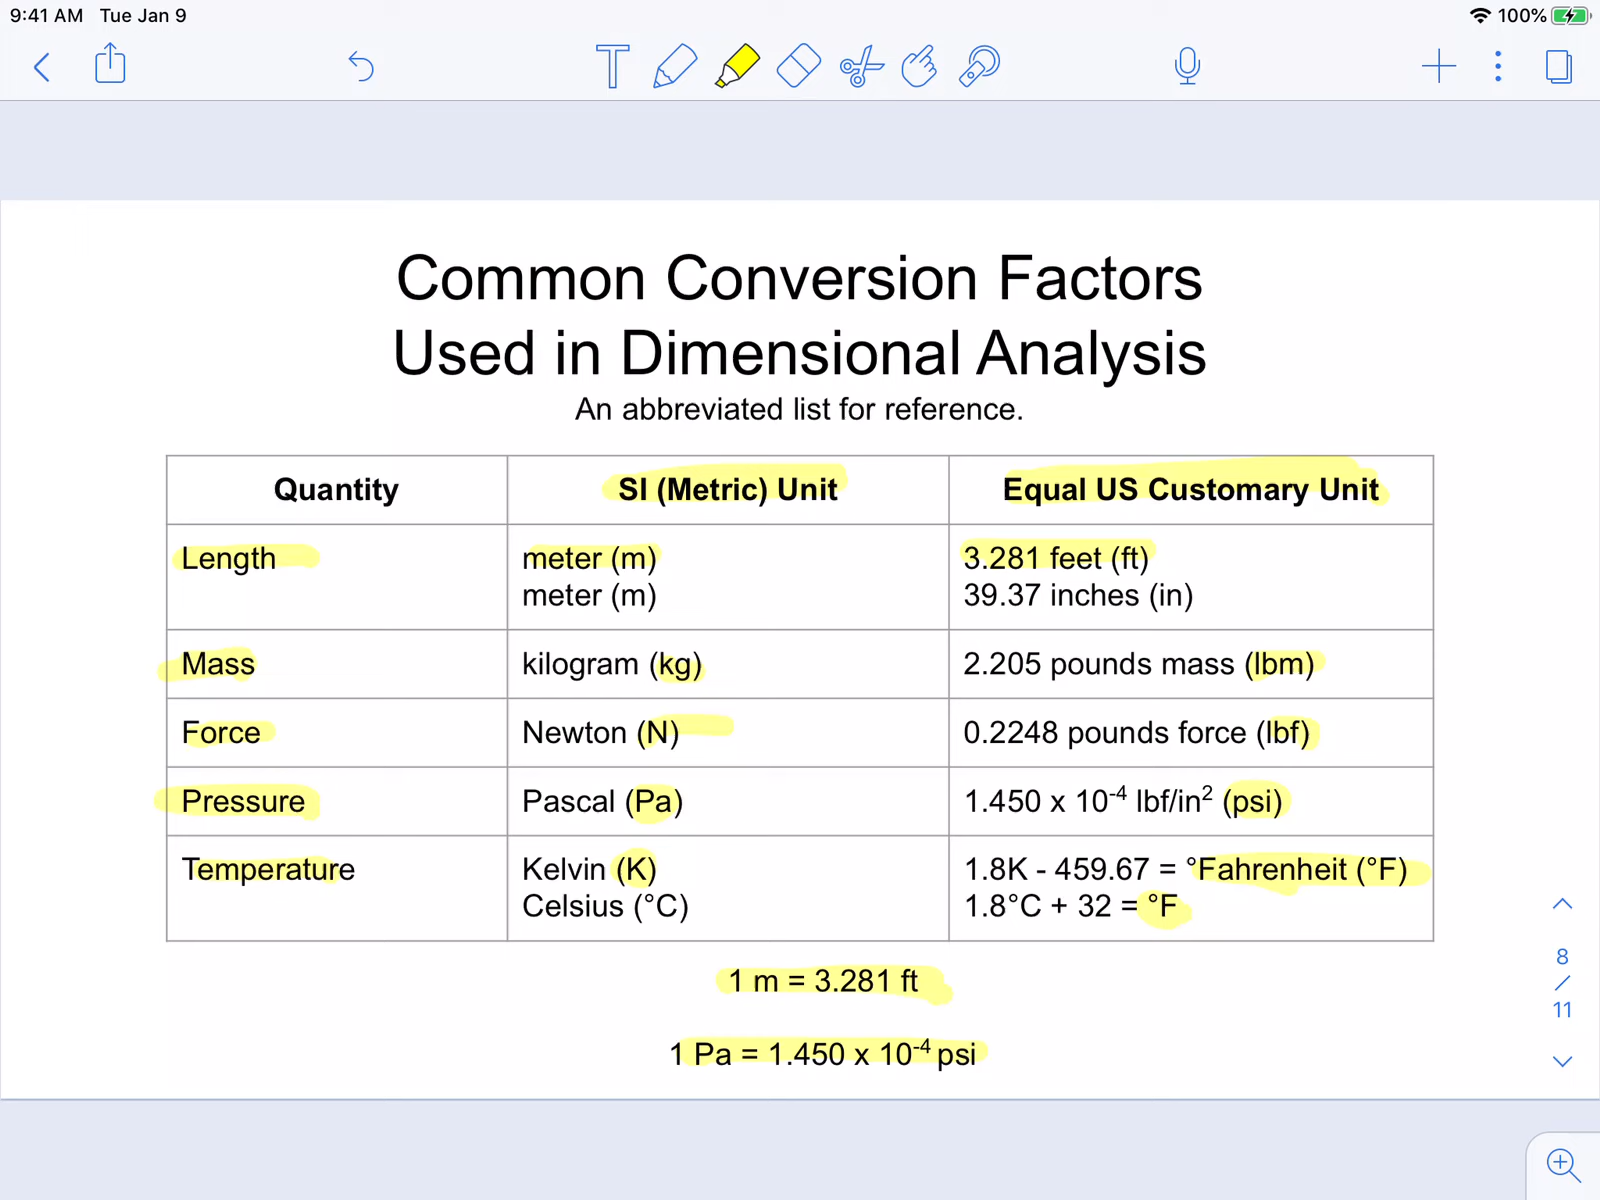 9:41 AM Tue Jan 9 100%
Common Conversion Factors
Used in Dimensional Analysis
An abbreviated list for reference.
Quantity SI (Metric) Unit Equal US Customary Unit
Length meter (m) 3.281 feet (ft)
meter (m) 39.37 inches (in)
Mass kilogram (kg) 2.205 pounds mass (lbm)
Force Newton (N) 0.2248 pounds force (lbf)
Pressure Pascal (Pa) 1.450 x 10⁻⁴ lbf/in² (psi)
Temperature Kelvin (K) 1.8K - 459.67 = °Fahrenheit (°F)
Celsius (°C) 1.8°C + 32 = °F
1 m = 3.281 ft
1 Pa = 1.450 x 10⁻⁴ psi
8
/
11